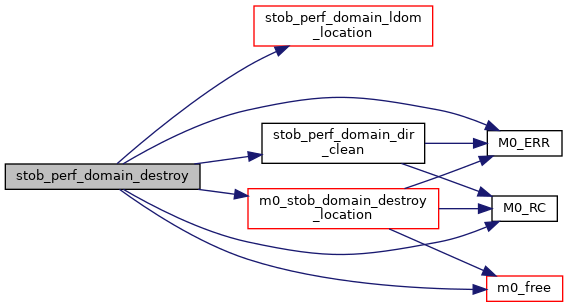 stob_perf_domain_ldom
_location
stob_perf_domain_dir
_clean
M0_ERR
stob_perf_domain_destroy
m0_stob_domain_destroy
_location
M0_RC
m0_free